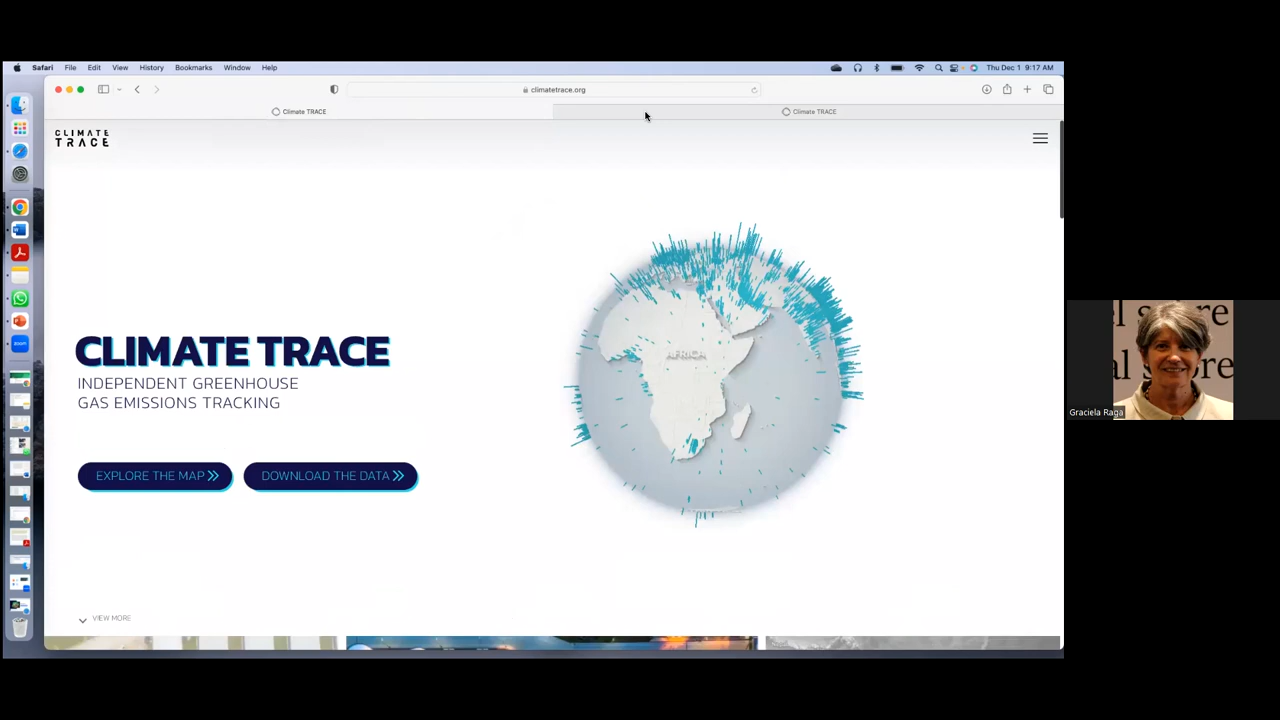 Safari File Edit View History Bookmarks Window Help
Thu Dec 1 9:17 AM
climatetrace.org
Climate TRACE
Climate TRACE
CLIMATE
TRACE
AFRICA
CLIMATE TRACE
INDEPENDENT GREENHOUSE
GAS EMISSIONS TRACKING
EXPLORE THE MAP
DOWNLOAD THE DATA
VIEW MORE
Graciela Raga